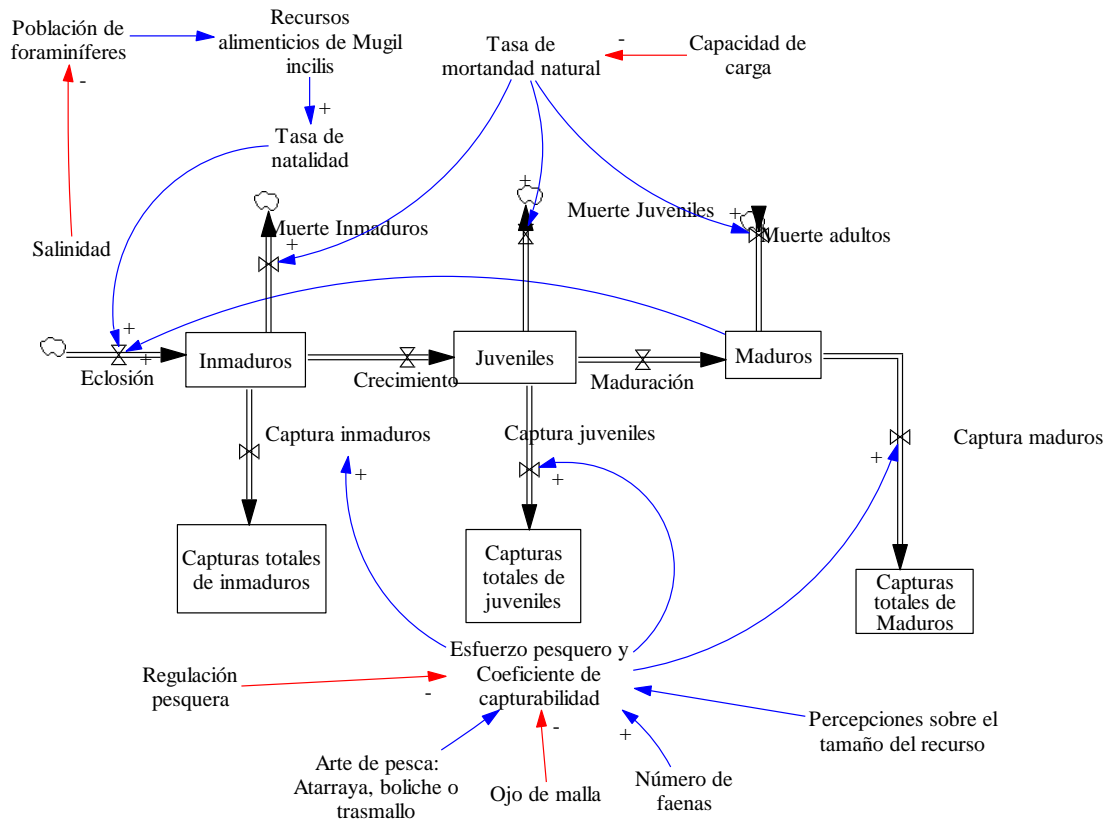 Población de
foraminíferes
Recursos
alimenticios de Mugil
incilis
Tasa de
mortandad natural
-
Capacidad de
carga
-
+
Tasa de
natalidad
Salinidad
Muerte Inmaduros
+
+
Muerte Juveniles
+
Muerte adultos
+
+
Eclosión
Inmaduros
Crecimiento
Juveniles
Maduración
Maduros
Captura inmaduros
+
Captura juveniles
+
Captura maduros
+
Capturas totales
de inmaduros
Capturas
totales de
juveniles
Capturas
totales de
Maduros
Esfuerzo pesquero y
Coeficiente de
capturabilidad
Regulación
pesquera
-
Arte de pesca:
Atarraya, boliche o
trasmallo
-
Ojo de malla
+
Número de
faenas
Percepciones sobre el
tamaño del recurso